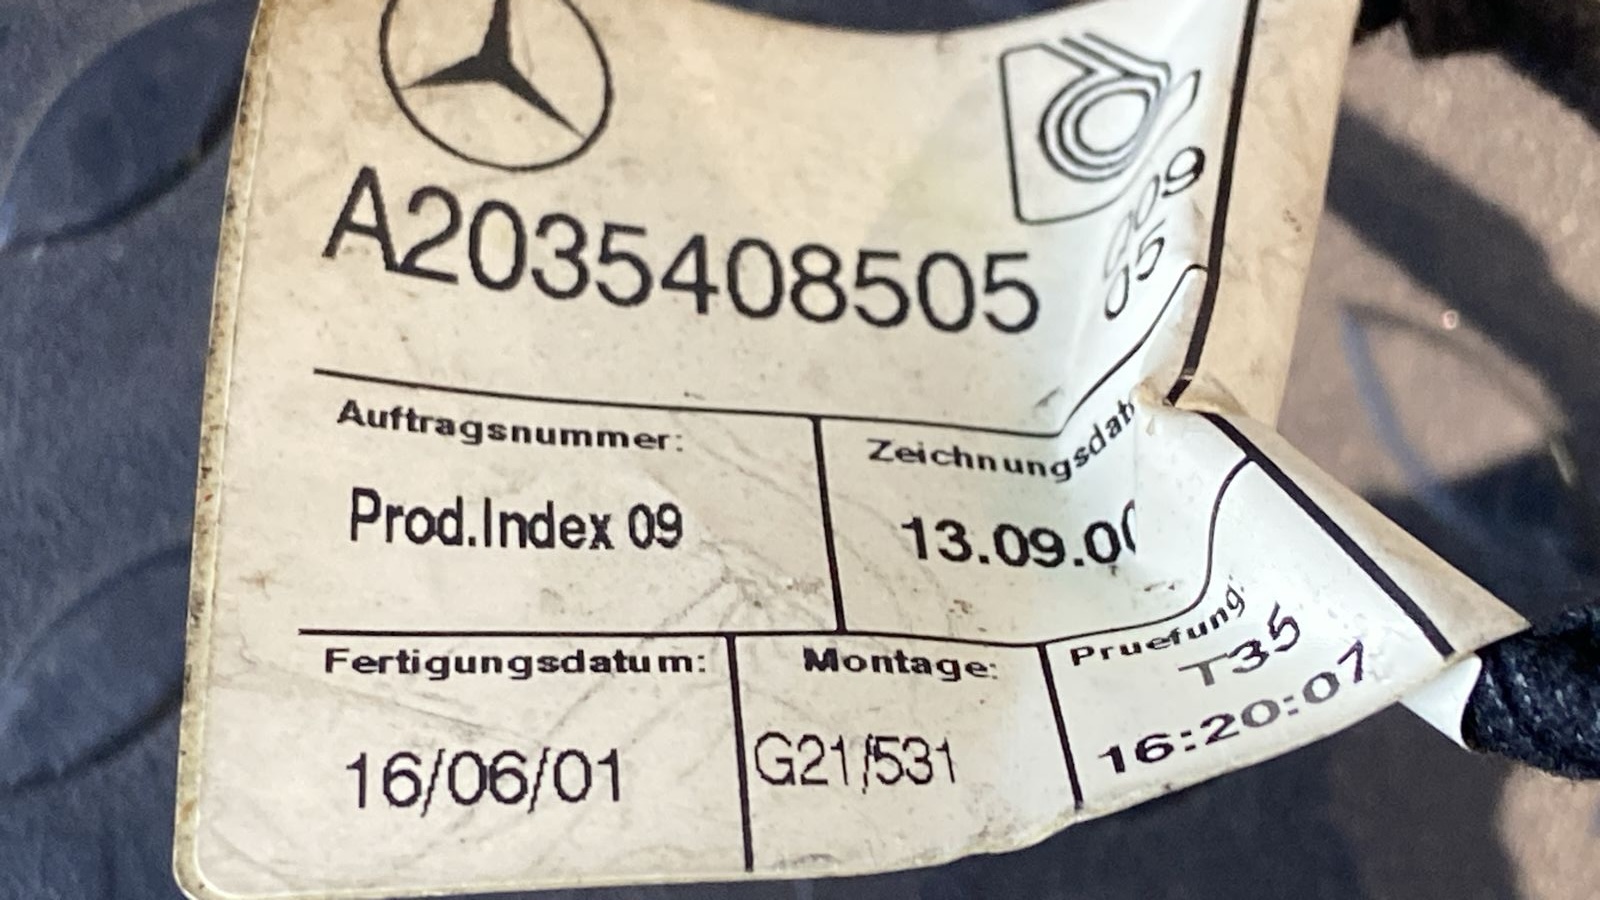 A2035408505
05
Auftragsnummer:
Prod.Index 09
Zeichnungsdat
13.09.0
Fertigungsdatum:
16/06/01
Montage:
G21/531
Pruefung:
T35
16:20:07